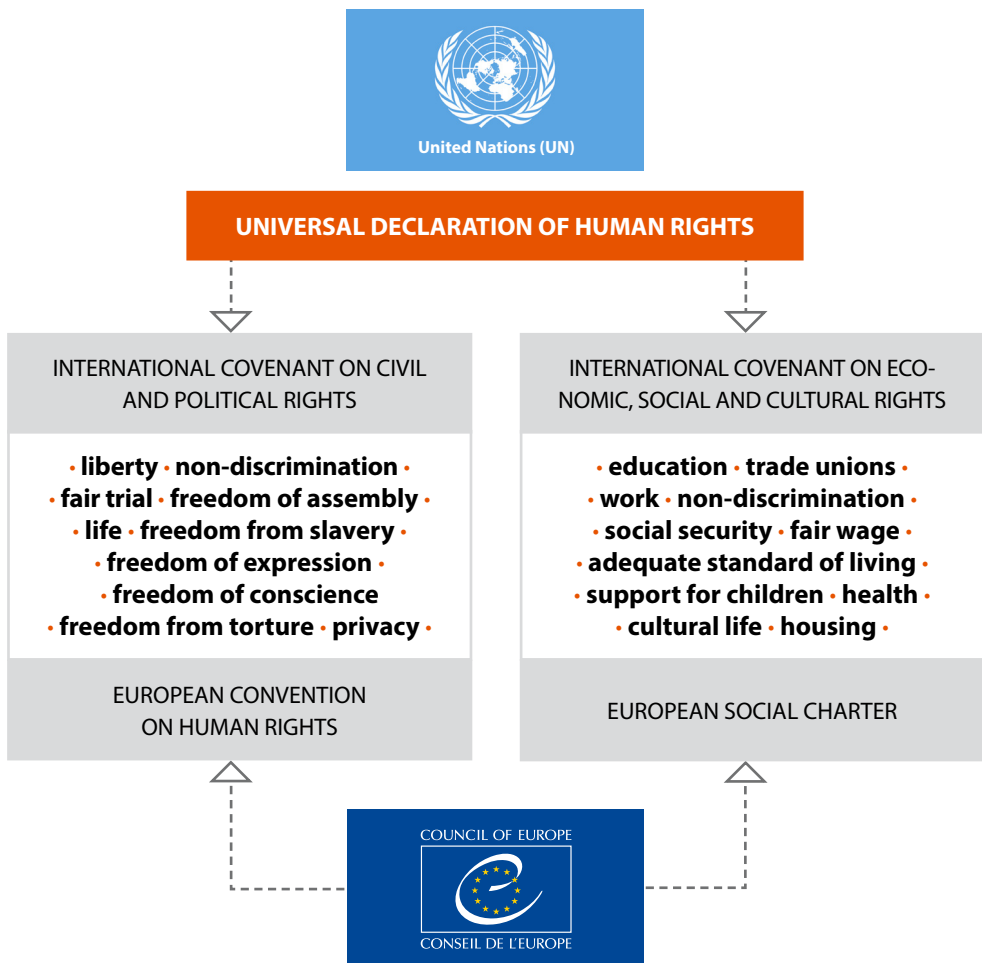 United Nations (UN)
UNIVERSAL DECLARATION OF HUMAN RIGHTS
INTERNATIONAL COVENANT ON CIVIL
AND POLITICAL RIGHTS
• liberty • non-discrimination •
• fair trial • freedom of assembly •
• life • freedom from slavery •
• freedom of expression •
• freedom of conscience
• freedom from torture • privacy •
EUROPEAN CONVENTION
ON HUMAN RIGHTS
INTERNATIONAL COVENANT ON ECO-
NOMIC, SOCIAL AND CULTURAL RIGHTS
• education • trade unions •
• work • non-discrimination •
• social security • fair wage •
• adequate standard of living •
• support for children • health •
• cultural life • housing •
EUROPEAN SOCIAL CHARTER
COUNCIL OF EUROPE
CONSEIL DE L'EUROPE